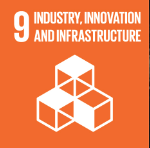 9 INDUSTRY, INNOVATION
AND INFRASTRUCTURE